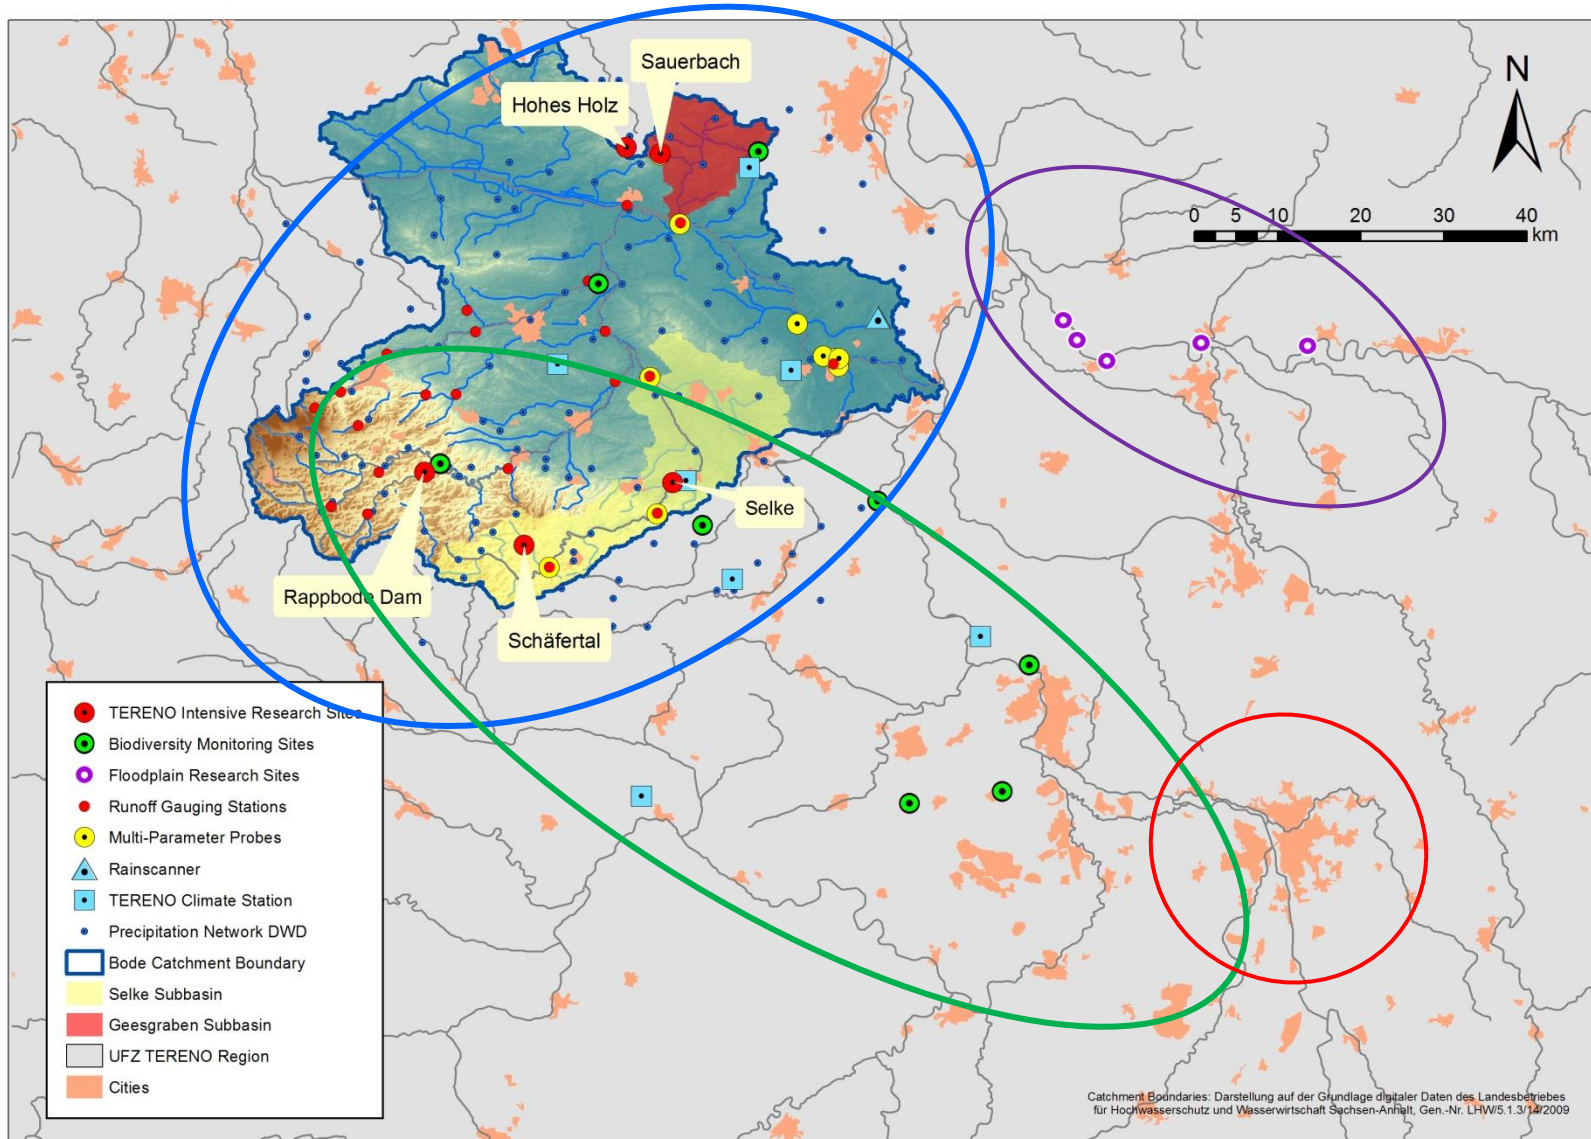 Sauerbach
Hohes Holz
N
0 5 10 20 30 40
km
Selke
Rappbode Dam
Schäfertal
TERENO Intensive Research Sites
Biodiversity Monitoring Sites
Floodplain Research Sites
Runoff Gauging Stations
Multi-Parameter Probes
Rainscanner
TERENO Climate Station
Precipitation Network DWD
Bode Catchment Boundary
Selke Subbasin
Geesgraben Subbasin
UFZ TERENO Region
Cities
Catchment Boundaries: Darstellung auf der Grundlage digitaler Daten des Landesbetriebes
für Hochwasserschutz und Wasserwirtschaft Sachsen-Anhalt, Gen.-Nr. LHW/5.1.3/14/2009